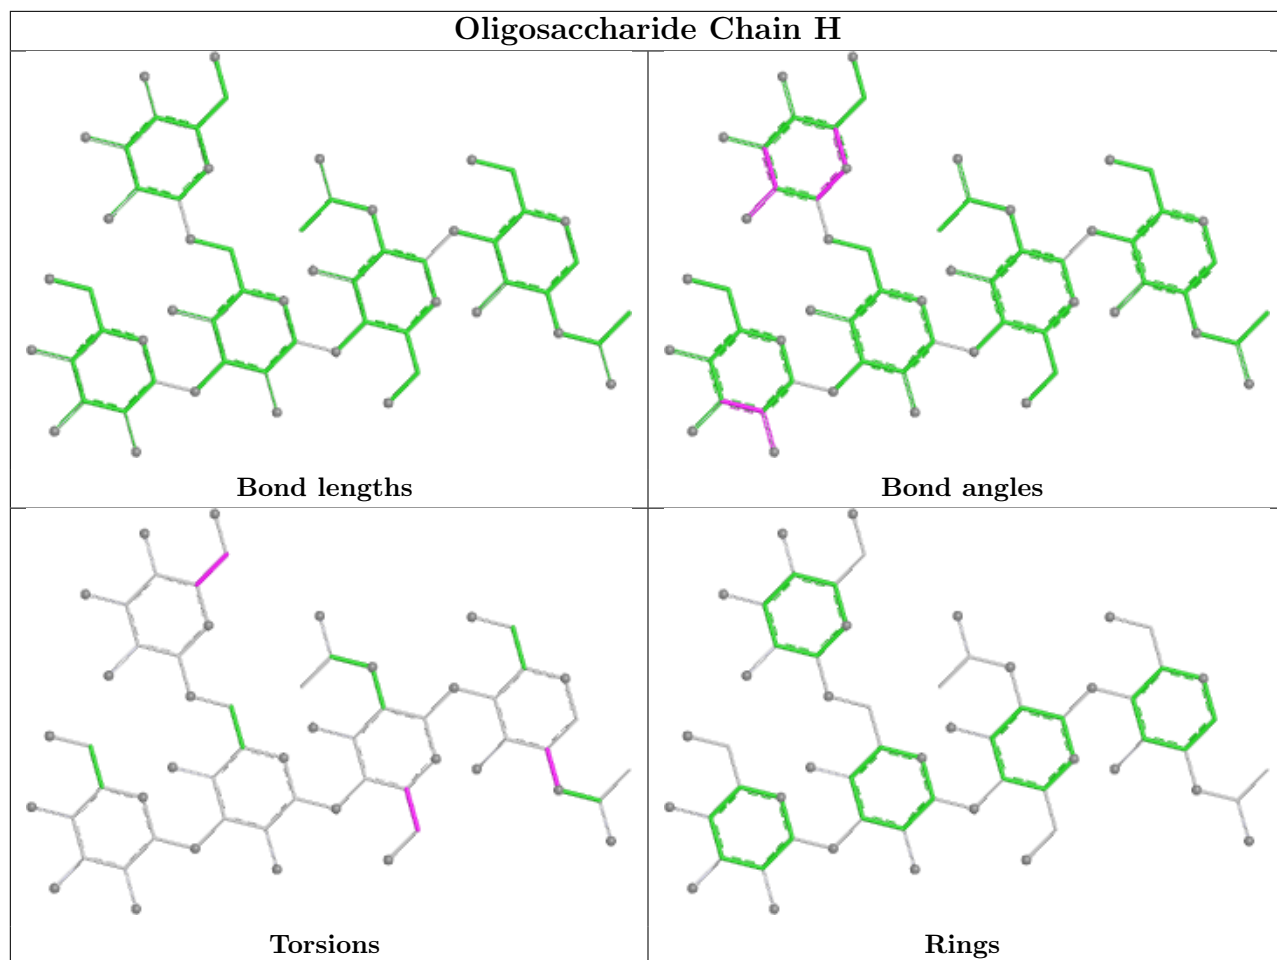 Oligosaccharide Chain H
Bond lengths
Bond angles
Torsions
Rings